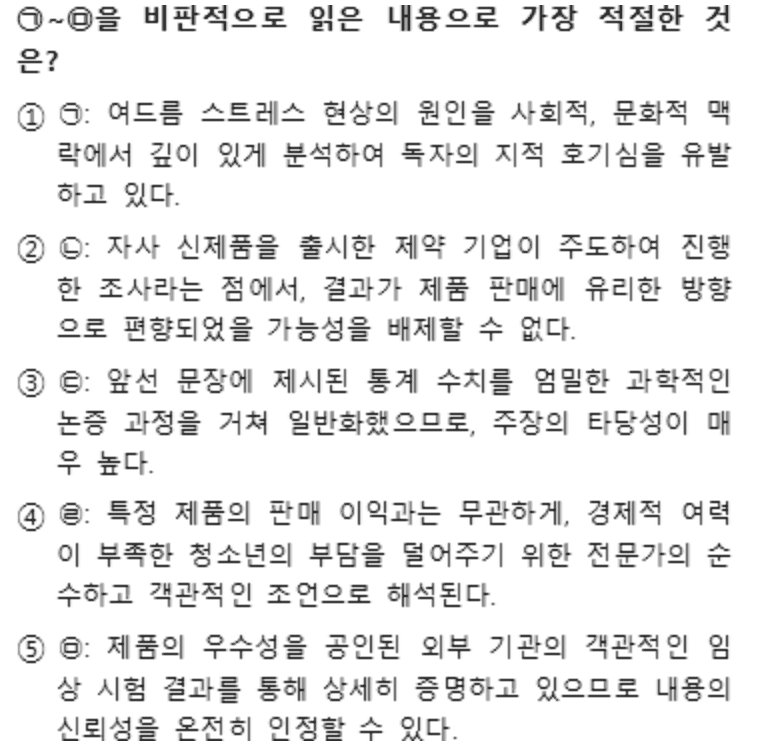 ㉠~㉤을 비판적으로 읽은 내용으로 가장 적절한 것
은?
① ㉠: 여드름 스트레스 현상의 원인을 사회적, 문화적 맥
락에서 깊이 있게 분석하여 독자의 지적 호기심을 유발
하고 있다.
② ㉡: 자사 신제품을 출시한 제약 기업이 주도하여 진행
한 조사라는 점에서, 결과가 제품 판매에 유리한 방향
으로 편향되었을 가능성을 배제할 수 없다.
③ ㉢: 앞선 문장에 제시된 통계 수치를 엄밀한 과학적인
논증 과정을 거쳐 일반화했으므로, 주장의 타당성이 매
우 높다.
④ ㉣: 특정 제품의 판매 이익과는 무관하게, 경제적 여력
이 부족한 청소년의 부담을 덜어주기 위한 전문가의 순
수하고 객관적인 조언으로 해석된다.
⑤ ㉤: 제품의 우수성을 공인된 외부 기관의 객관적인 임
상 시험 결과를 통해 상세히 증명하고 있으므로 내용의
신뢰성을 온전히 인정할 수 있다.